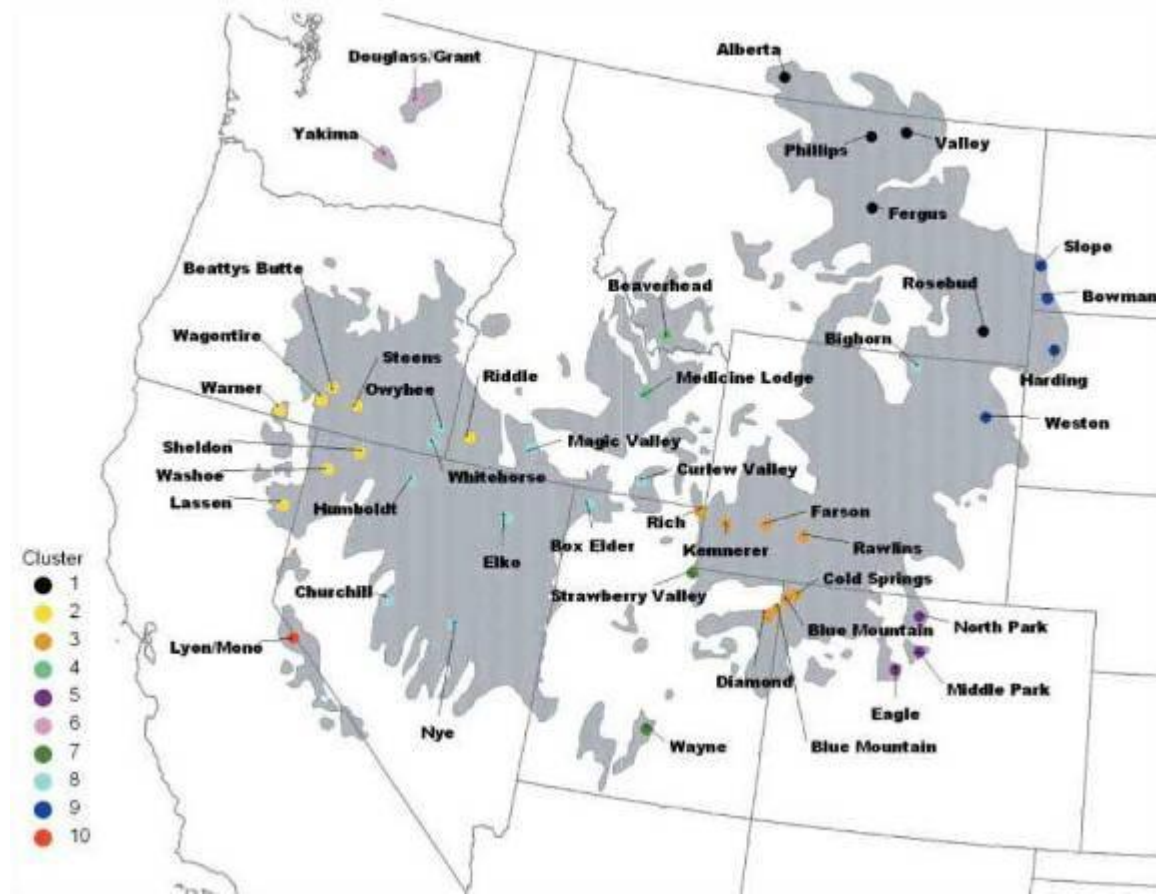 Alberta
Douglass/Grant
Yakima
Phillips
Valley
Fergus
Slope
Beattys Butte
Beaverhead
Rosebud
Bowman
Wagontire
Bighorn
Steens
Warner
Owyhee
Riddle
Medicine Lodge
Harding
Weston
Sheldon
Magic Valley
Washoe
Whitehorse
Curlew Valley
Lassen
Humboldt
Rich
Farson
Box Elder
Kemnerer
Rawlins
Elko
Cluster
1
2
3
4
5
6
7
8
9
10
Churchill
Strawberry Valley
Cold Springs
Lyon/Mono
Blue Mountain
North Park
Diamond
Middle Park
Eagle
Nye
Wayne
Blue Mountain